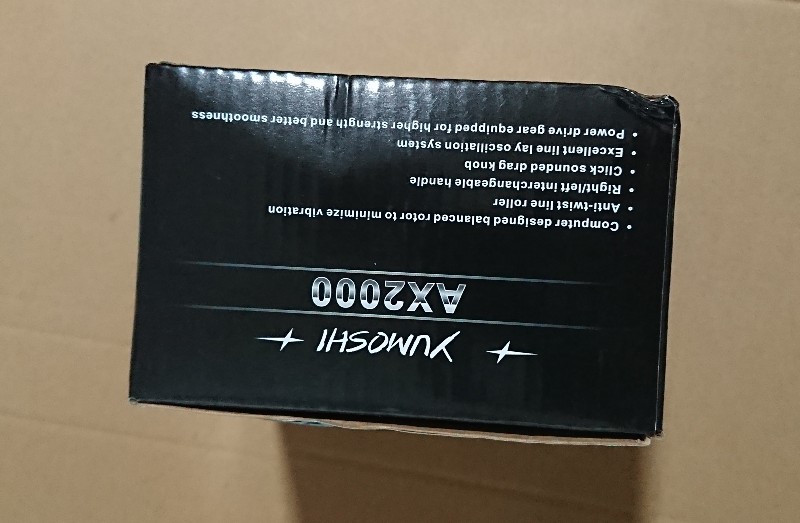 YUMOSHI
AX2000
• Computer designed balanced rotor to minimize vibration
• Anti-twist line roller
• Right/left interchangeable handle
• Click sounded drag knob
• Excellent line lay oscillation system
• Power drive gear equipped for higher strength and better smoothness